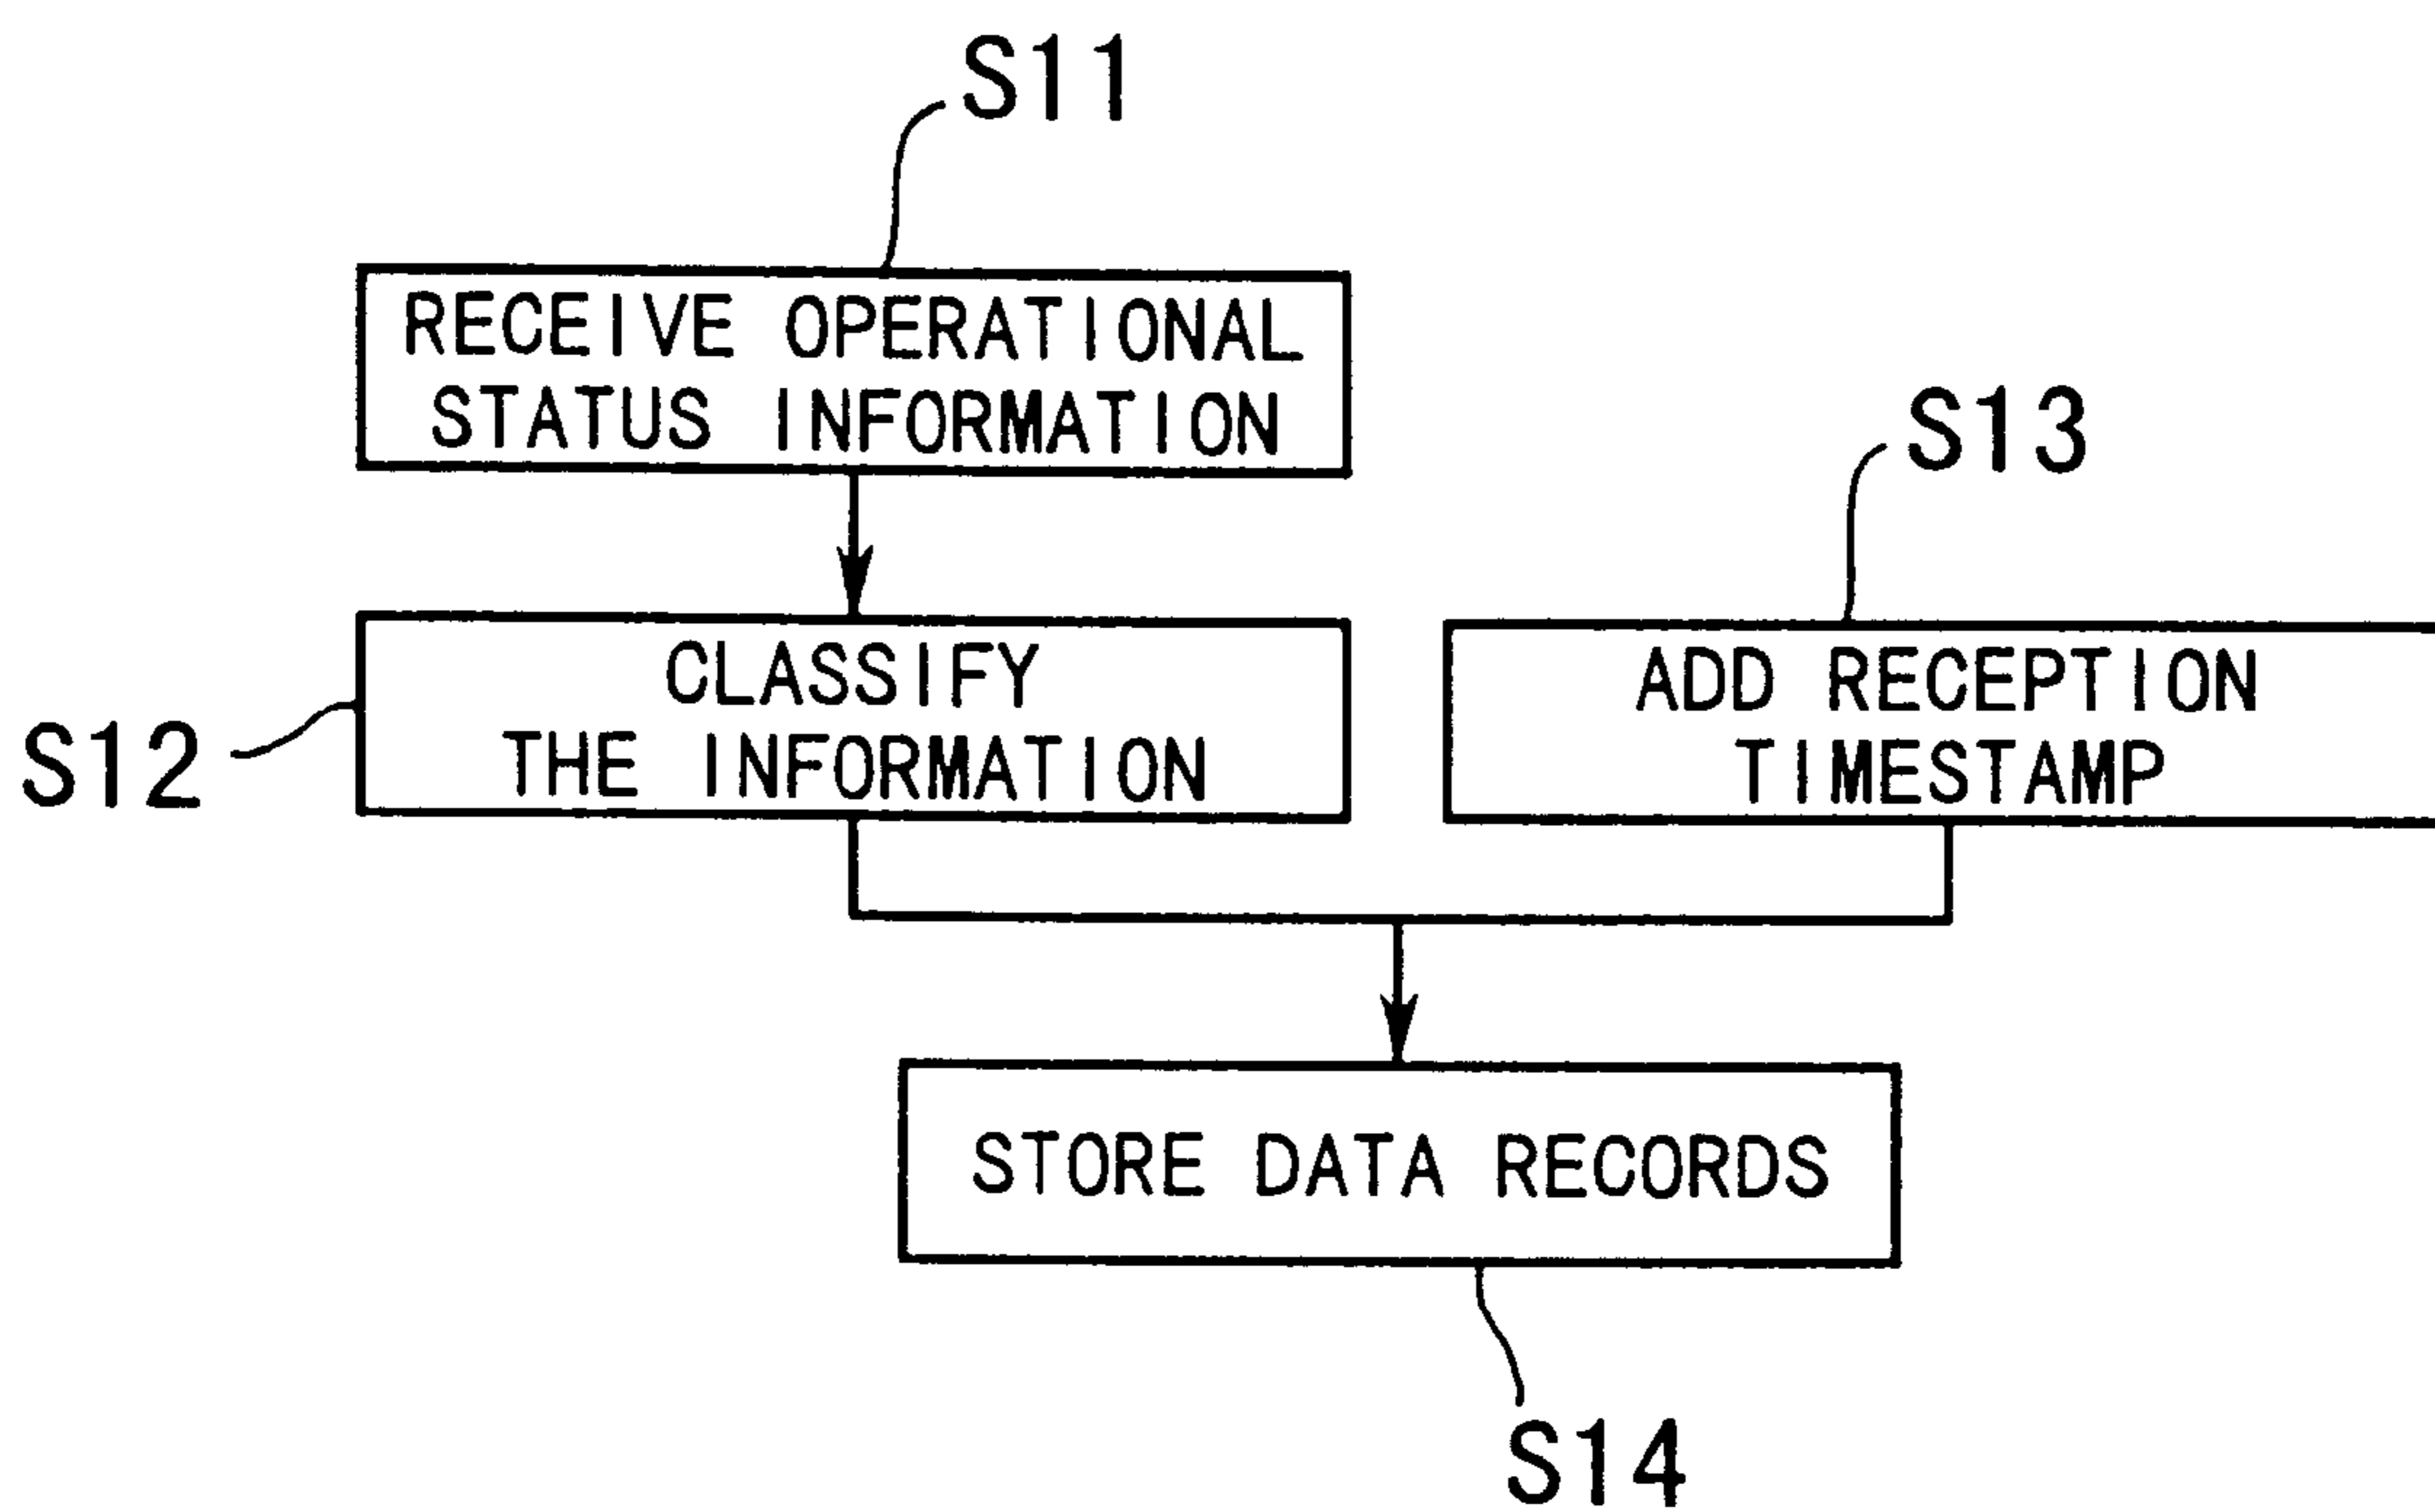 S11
RECEIVE OPERATIONAL
STATUS INFORMATION
S13
CLASSIFY
THE INFORMATION
S12
ADD RECEPTION
TIMESTAMP
STORE DATA RECORDS
S14